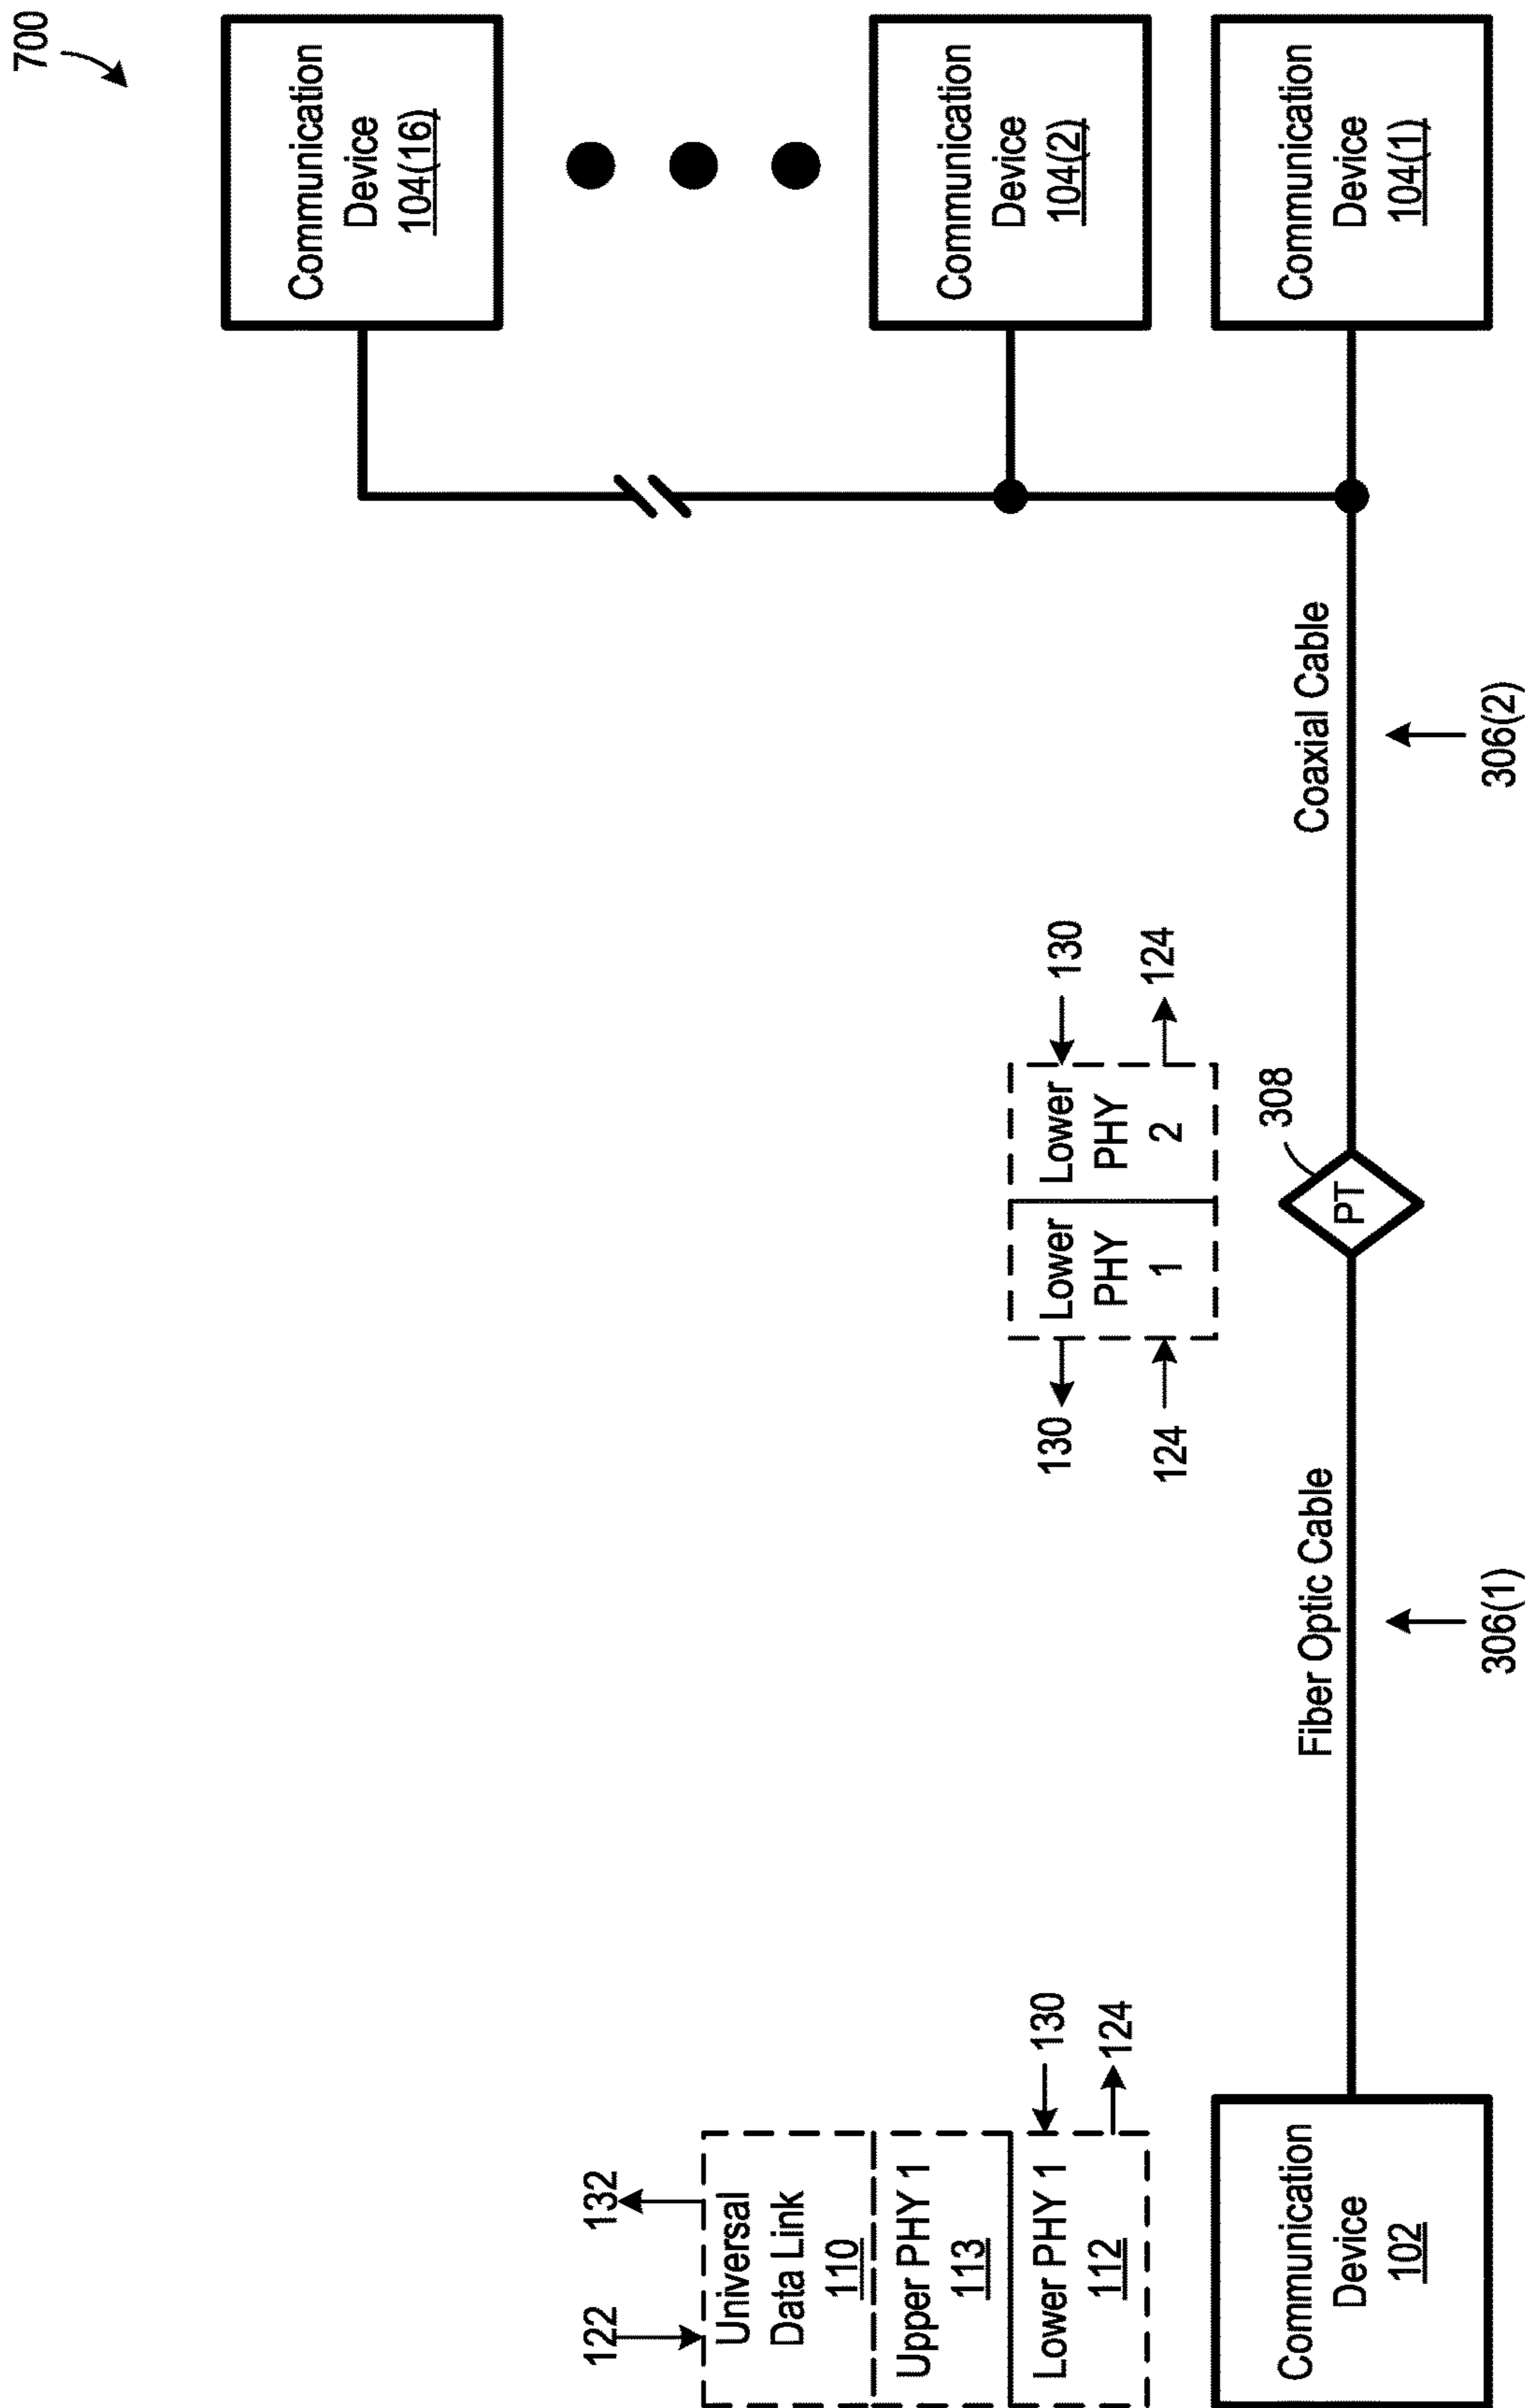 700
122
132
Universal
Data Link
110
Upper PHY 1
113
Lower PHY 1
112
130
124
Communication
Device
102
Fiber Optic Cable
306(1)
130
124
Lower
PHY
1
Lower
PHY
2
130
124
308
PT
Coaxial Cable
306(2)
Communication
Device
104(16)
Communication
Device
104(2)
Communication
Device
104(1)